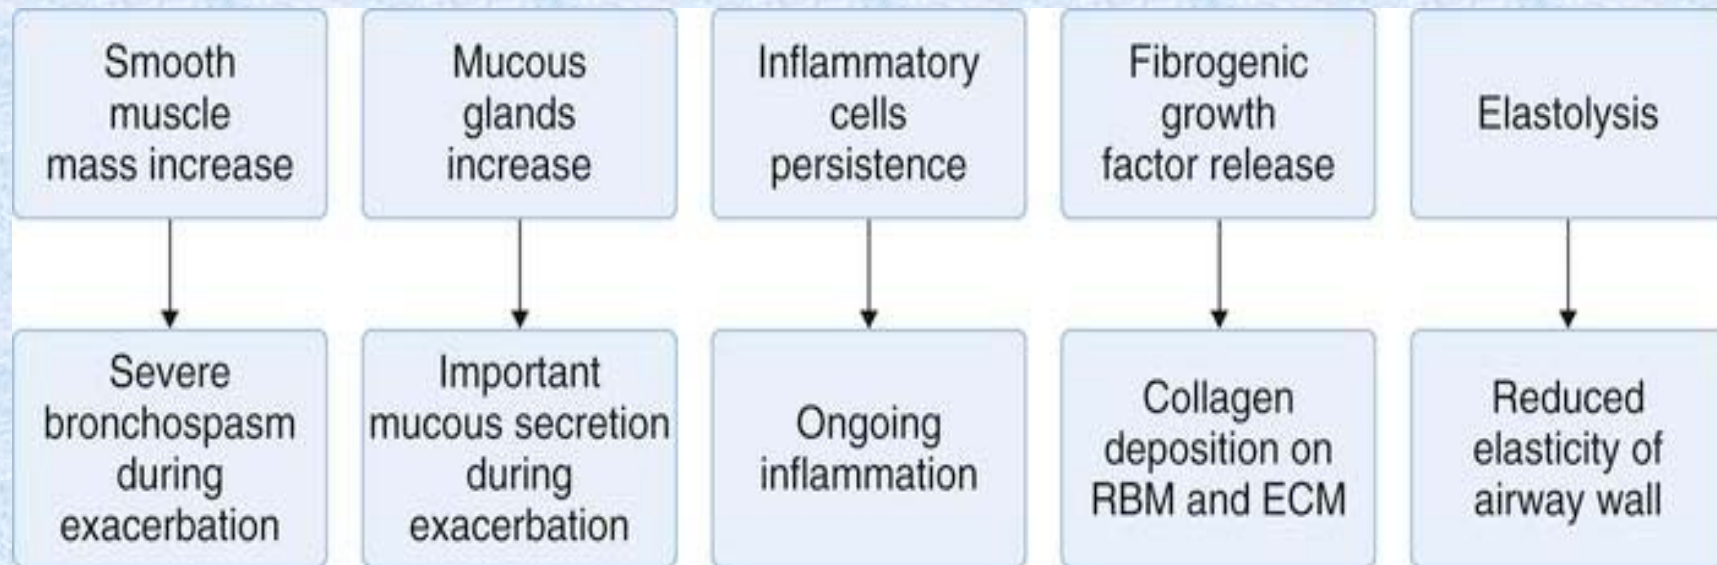 Smooth
muscle
mass increase
Mucous
glands
increase
Inflammatory
cells
persistence
Fibrogenic
growth
factor release
Elastolysis
Severe
bronchospasm
during
exacerbation
Important
mucous secretion
during
exacerbation
Ongoing
inflammation
Collagen
deposition on
RBM and ECM
Reduced
elasticity of
airway wall